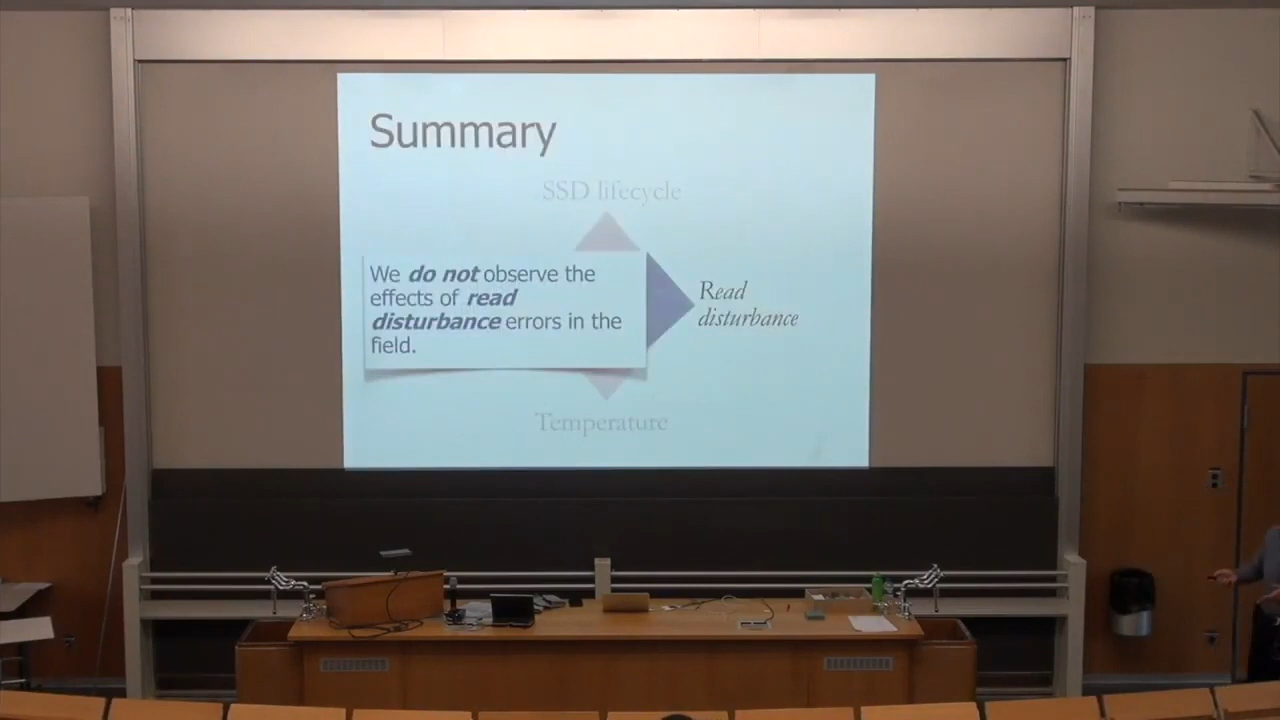 Summary
SSD lifecycle
We do not observe the
effects of read
disturbance errors in the
field.
Read
disturbance
Temperature